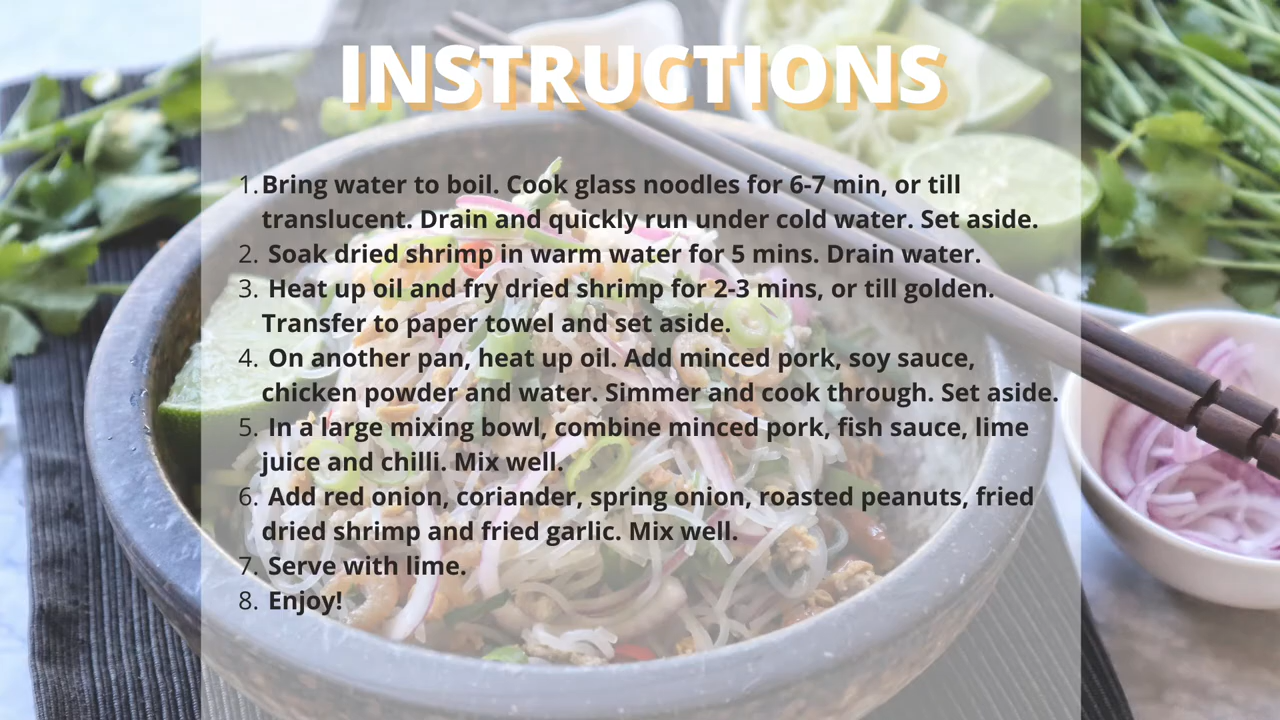 INSTRUCTIONS
1. Bring water to boil. Cook glass noodles for 6-7 min, or till
translucent. Drain and quickly run under cold water. Set aside.
2. Soak dried shrimp in warm water for 5 mins. Drain water.
3. Heat up oil and fry dried shrimp for 2-3 mins, or till golden.
Transfer to paper towel and set aside.
4. On another pan, heat up oil. Add minced pork, soy sauce,
chicken powder and water. Simmer and cook through. Set aside.
5. In a large mixing bowl, combine minced pork, fish sauce, lime
juice and chilli. Mix well.
6. Add red onion, coriander, spring onion, roasted peanuts, fried
dried shrimp and fried garlic. Mix well.
7. Serve with lime.
8. Enjoy!